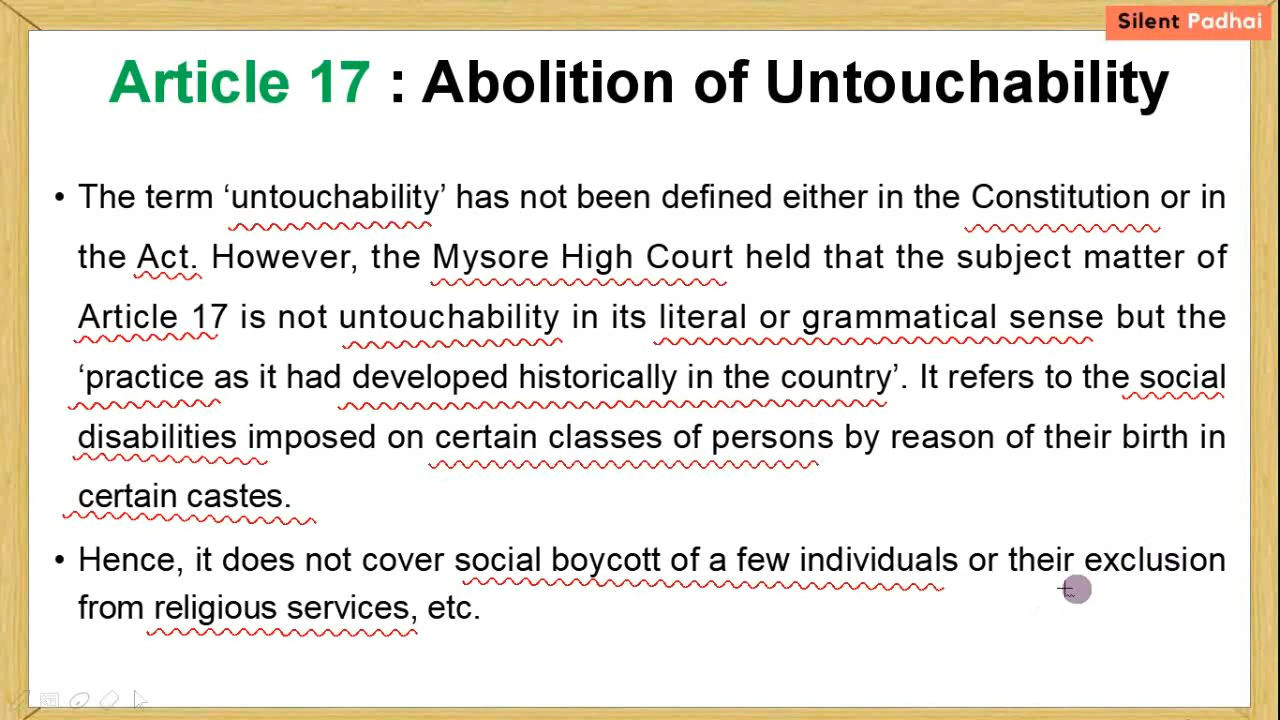 Silent Padhai
Article 17 : Abolition of Untouchability
• The term ‘untouchability’ has not been defined either in the Constitution or in
the Act. However, the Mysore High Court held that the subject matter of
Article 17 is not untouchability in its literal or grammatical sense but the
‘practice as it had developed historically in the country’. It refers to the social
disabilities imposed on certain classes of persons by reason of their birth in
certain castes.
• Hence, it does not cover social boycott of a few individuals or their exclusion
from religious services, etc.